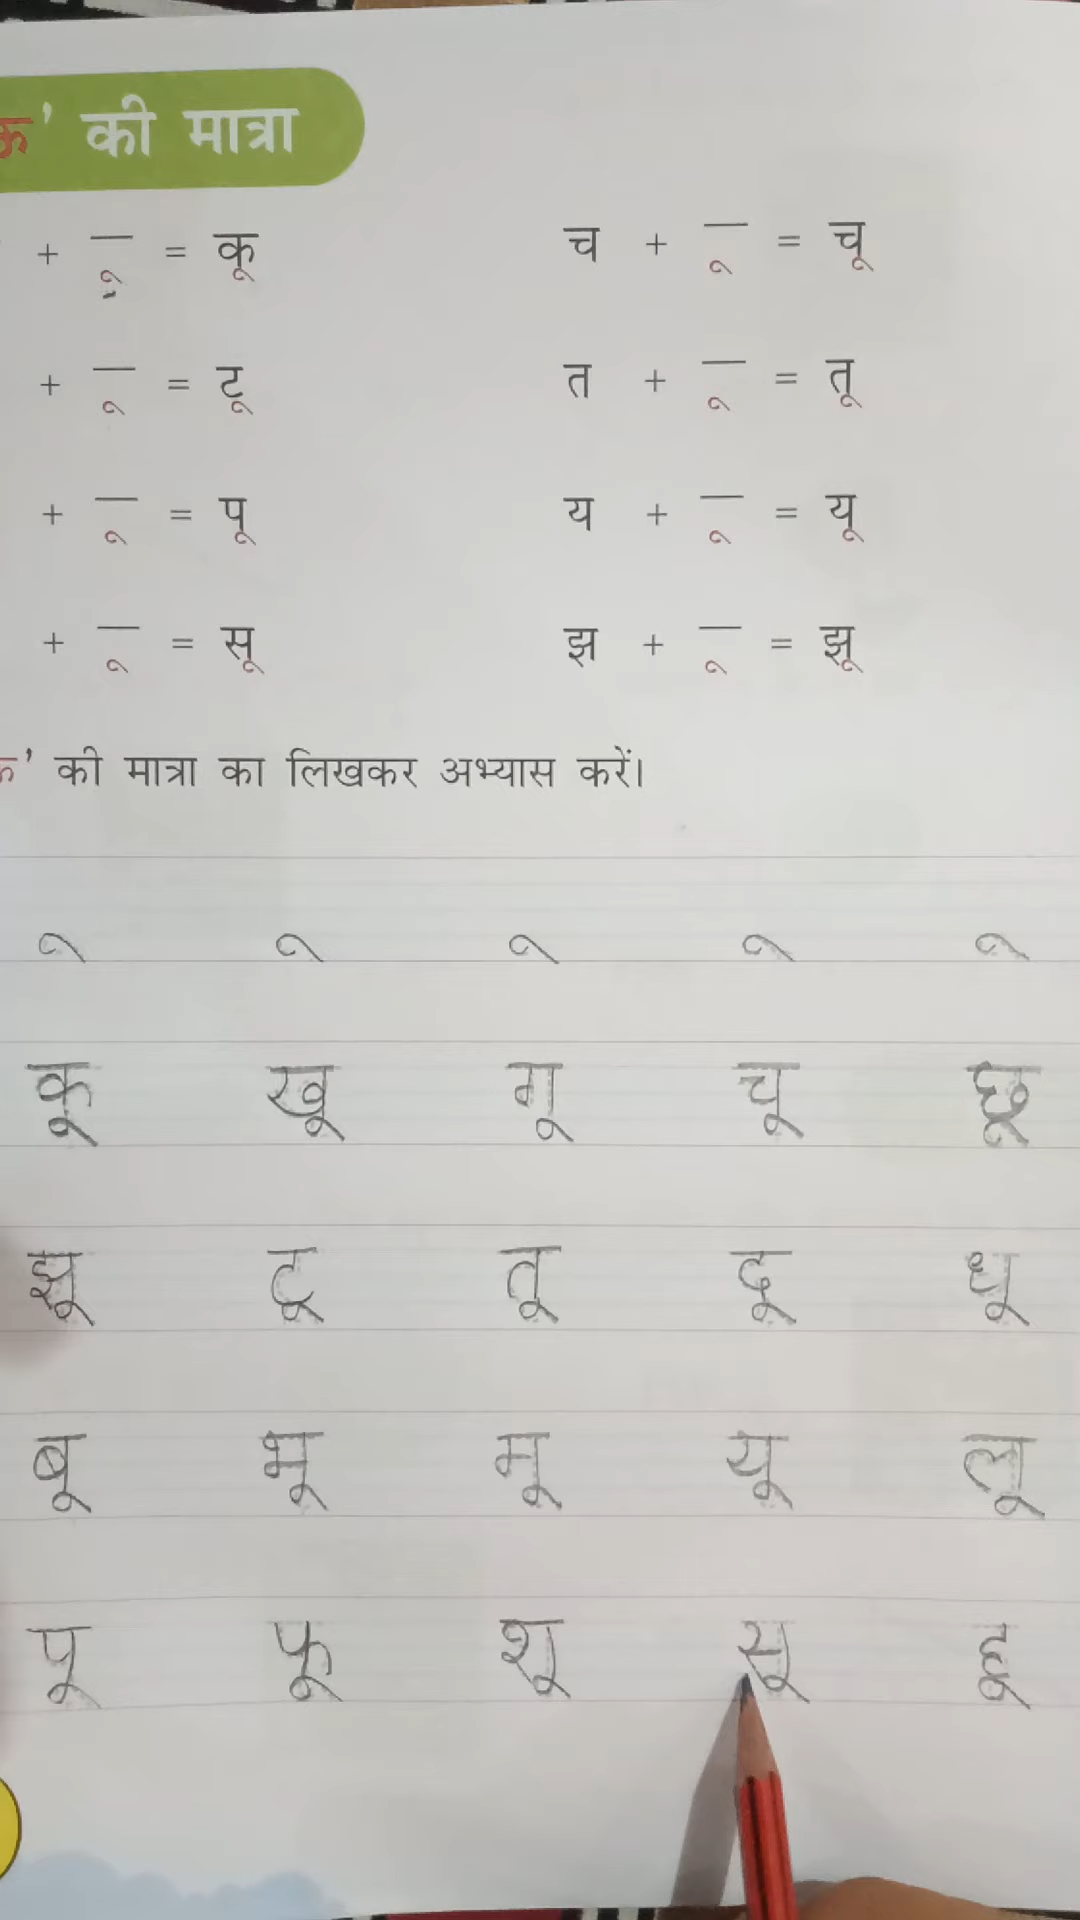 ' की मात्रा
+ ू = कू च + ू = चू
+ ू = टू त + ू = तू
+ ू = पू य + ू = यू
+ ू = सू झ + ू = झू
' की मात्रा का लिखकर अभ्यास करें।
ू ू ू ू ू
कू खू गू चू छू
झू टू तू दू धू
बू भू मू यू लू
पू फू शू सू हू